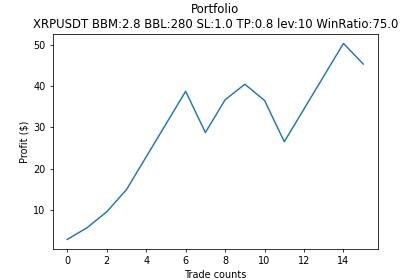 Portfolio
XRPUSDT BBM:2.8 BBL:280 SL:1.0 TP:0.8 lev:10 WinRatio:75.0
50
40
30
20
10
Profit ($)
0 2 4 6 8 10 12 14
Trade counts